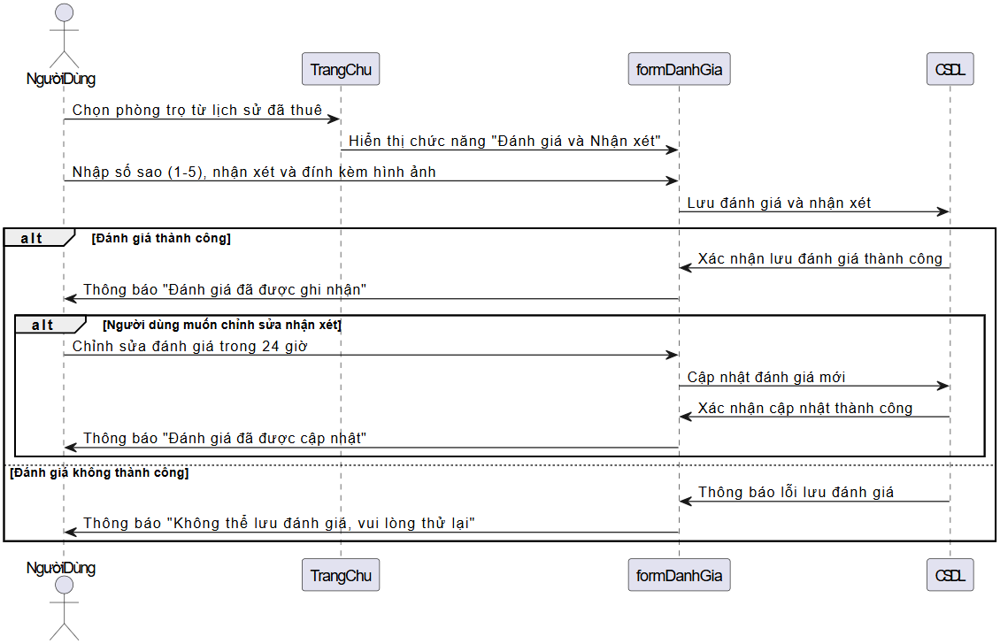 NgườiDùng
TrangChu
formDanhGia
CSDL
Chọn phòng trọ từ lịch sử đã thuê
Hiển thị chức năng "Đánh giá và Nhận xét"
Nhập số sao (1-5), nhận xét và đính kèm hình ảnh
Lưu đánh giá và nhận xét
alt
[Đánh giá thành công]
Xác nhận lưu đánh giá thành công
Thông báo "Đánh giá đã được ghi nhận"
alt
[Người dùng muốn chỉnh sửa nhận xét]
Chỉnh sửa đánh giá trong 24 giờ
Cập nhật đánh giá mới
Xác nhận cập nhật thành công
Thông báo "Đánh giá đã được cập nhật"
[Đánh giá không thành công]
Thông báo lỗi lưu đánh giá
Thông báo "Không thể lưu đánh giá, vui lòng thử lại"
NgườiDùng
TrangChu
formDanhGia
CSDL